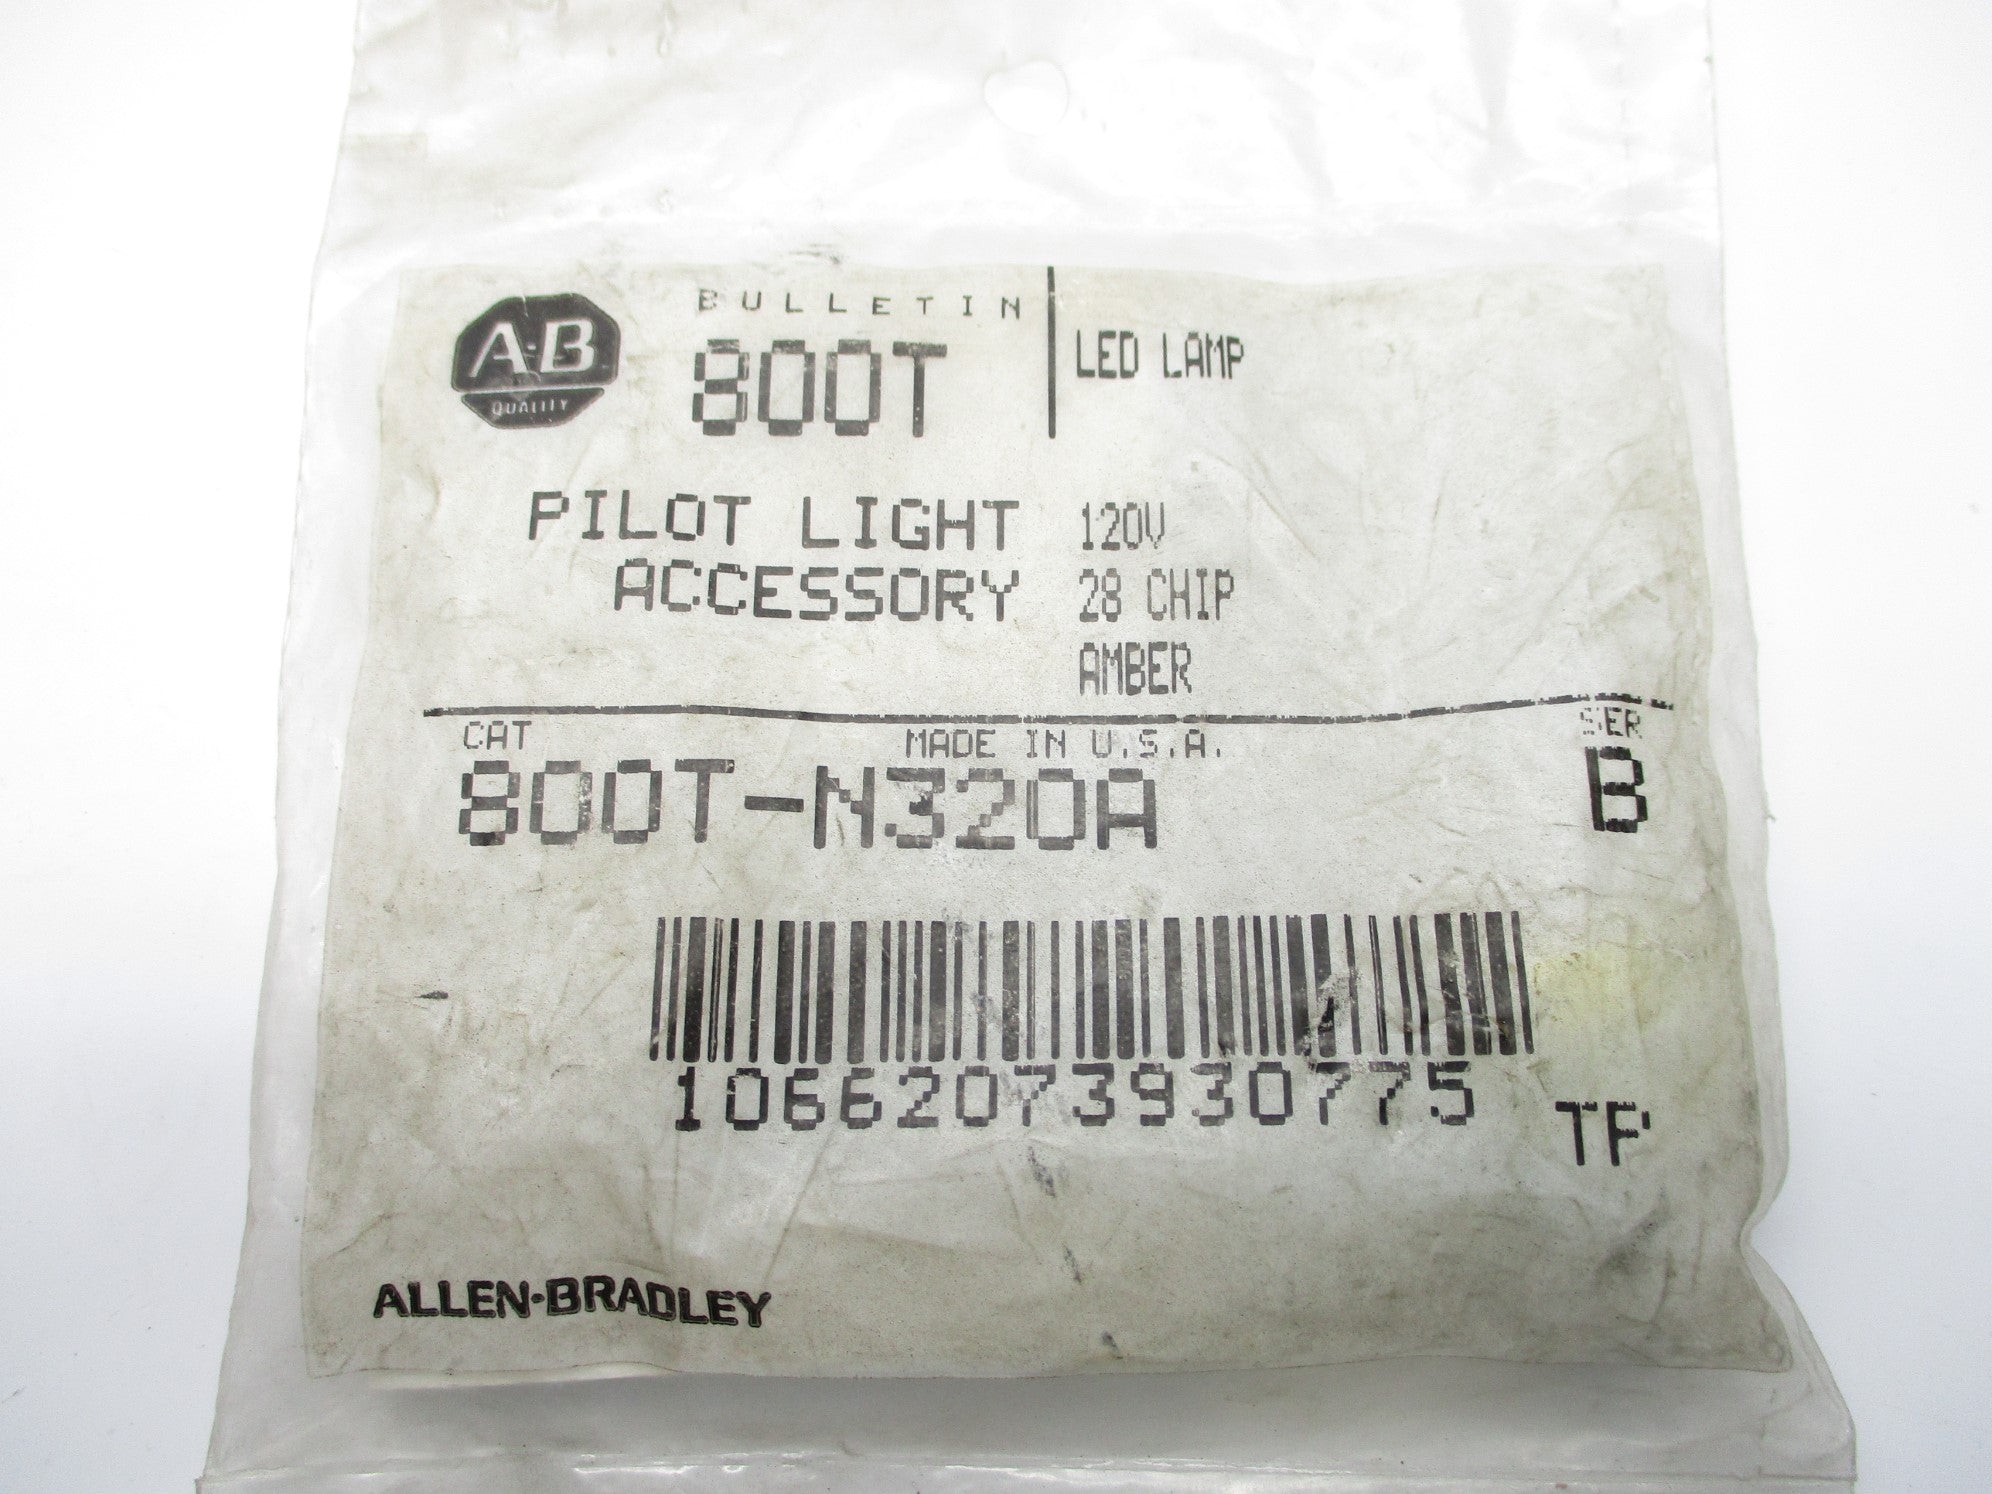 A-B
QUALITY
BULLETIN
800T
LED LAMP
PILOT LIGHT
ACCESSORY
120V
28 CHIP
AMBER
CAT
MADE IN U.S.A.
SER
800T-N320A
B
10662073930775
TP
ALLEN-BRADLEY